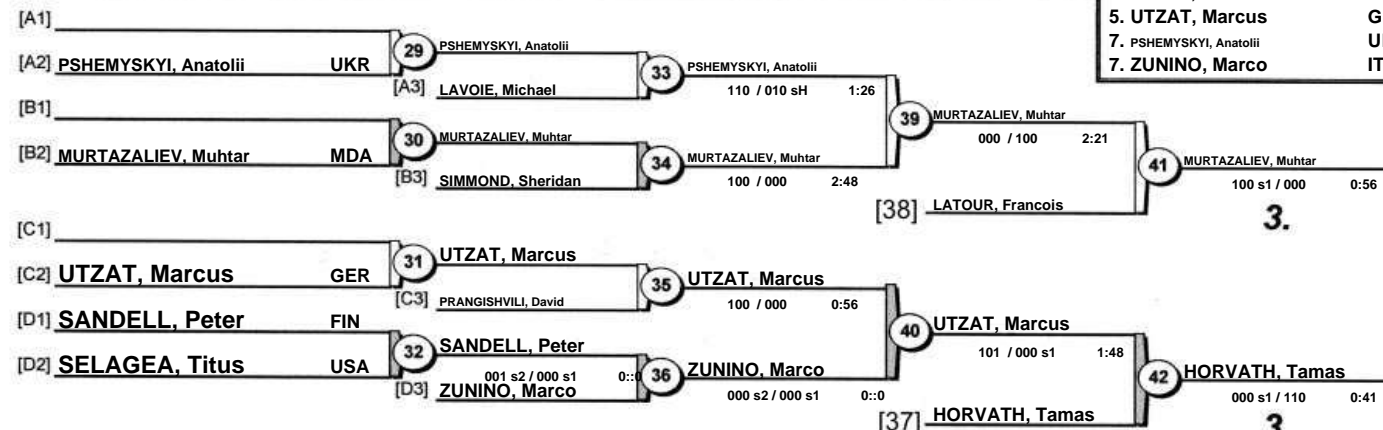 5. UTZAT, Marcus G
7. PSHEMYSKYI, Anatolii U
7. ZUNINO, Marco IT
[A1]
[A2] PSHEMYSKYI, Anatolii UKR
29 PSHEMYSKYI, Anatolii
[A3] LAVOIE, Michael
33 PSHEMYSKYI, Anatolii
110 / 010 sH 1:26
[B1]
[B2] MURTAZALIEV, Muhtar MDA
30 MURTAZALIEV, Muhtar
[B3] SIMMOND, Sheridan
34 MURTAZALIEV, Muhtar
100 / 000 2:48
39 MURTAZALIEV, Muhtar
000 / 100 2:21
[38] LATOUR, Francois
41 MURTAZALIEV, Muhtar
100 s1 / 000 0:56
3.
[C1]
[C2] UTZAT, Marcus GER
31 UTZAT, Marcus
[C3] PRANGISHVILI, David
35 UTZAT, Marcus
100 / 000 0:56
[D1] SANDELL, Peter FIN
[D2] SELAGEA, Titus USA
32 SANDELL, Peter
001 s2 / 000 s1 0::0
[D3] ZUNINO, Marco
36 ZUNINO, Marco
000 s2 / 000 s1 0::0
40 UTZAT, Marcus
101 / 000 s1 1:48
[37] HORVATH, Tamas
42 HORVATH, Tamas
000 s1 / 110 0:41
3